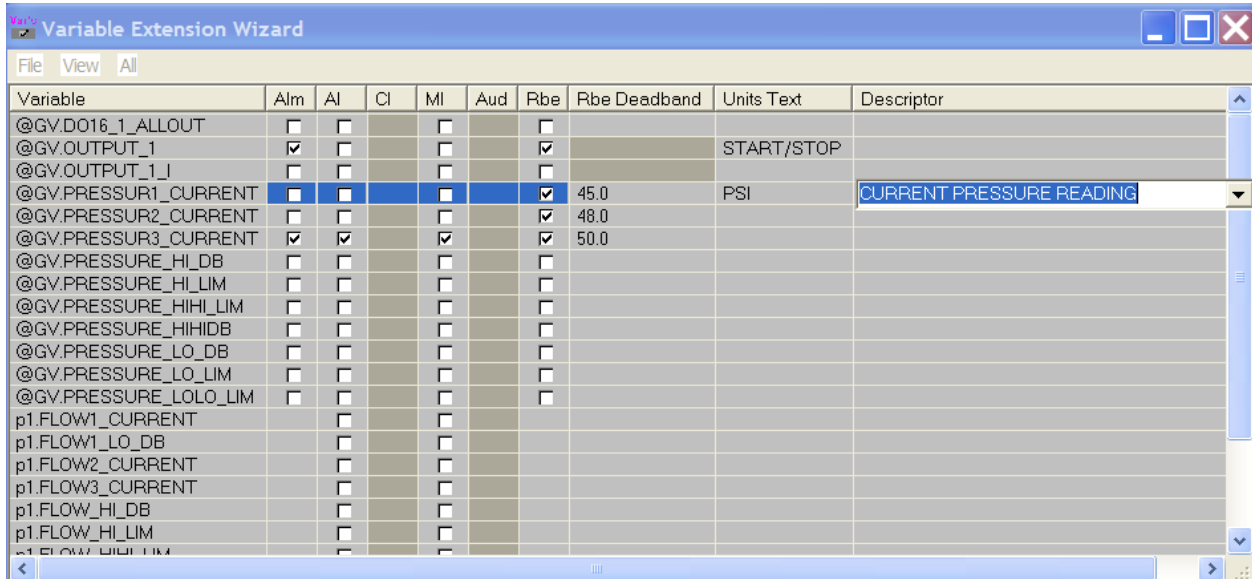 Var's Variable Extension Wizard
File View All
Variable Alm AI CI MI Aud Rbe Rbe Deadband Units Text Descriptor
@GV.DO16_1_ALLOUT
@GV.OUTPUT_1 START/STOP
@GV.OUTPUT_1_I
@GV.PRESSUR1_CURRENT 45.0 PSI CURRENT PRESSURE READING
@GV.PRESSUR2_CURRENT 48.0
@GV.PRESSUR3_CURRENT 50.0
@GV.PRESSURE_HI_DB
@GV.PRESSURE_HI_LIM
@GV.PRESSURE_HIHI_LIM
@GV.PRESSURE_HIHIDB
@GV.PRESSURE_LO_DB
@GV.PRESSURE_LO_LIM
@GV.PRESSURE_LOLO_LIM
p1.FLOW1_CURRENT
p1.FLOW1_LO_DB
p1.FLOW2_CURRENT
p1.FLOW3_CURRENT
p1.FLOW_HI_DB
p1.FLOW_HI_LIM
p1.FLOW_HIHI_LIM